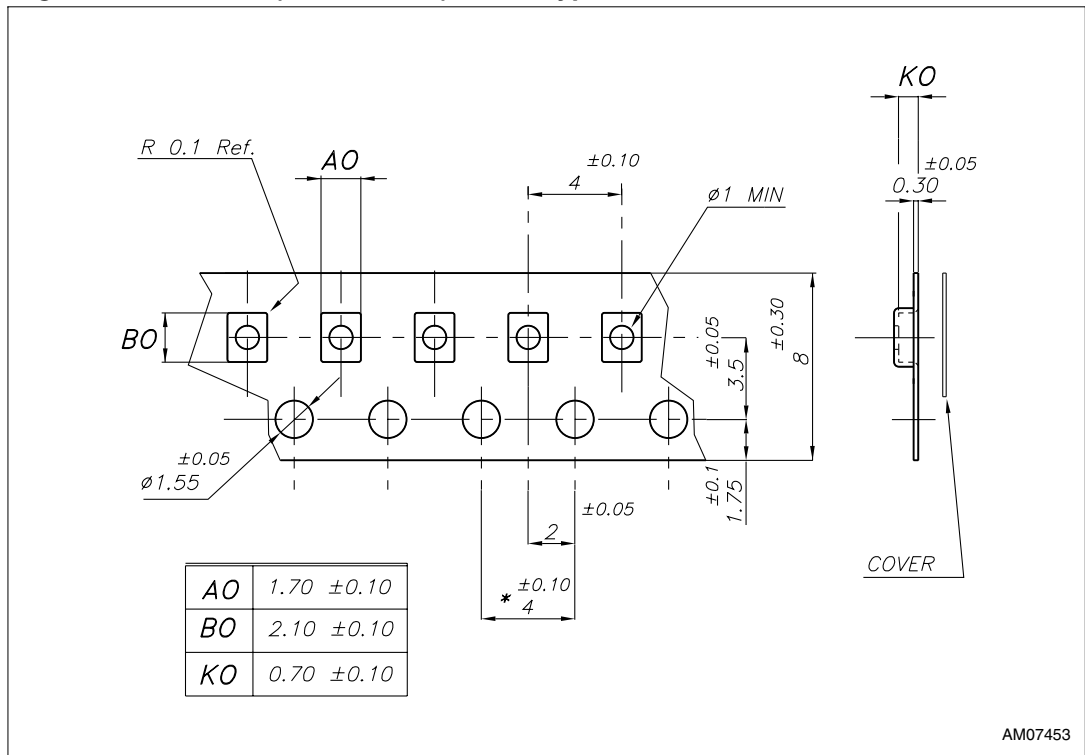 KO
R 0.1 Ref.
AO
±0.10
4
±0.05
0.30
ø1 MIN
BO
±0.30
8
±0.05
3.5
±0.05
ø1.55
±0.1
1.75
±0.05
2
±0.10
* 4
COVER
AO 1.70 ±0.10
BO 2.10 ±0.10
KO 0.70 ±0.10
AM07453